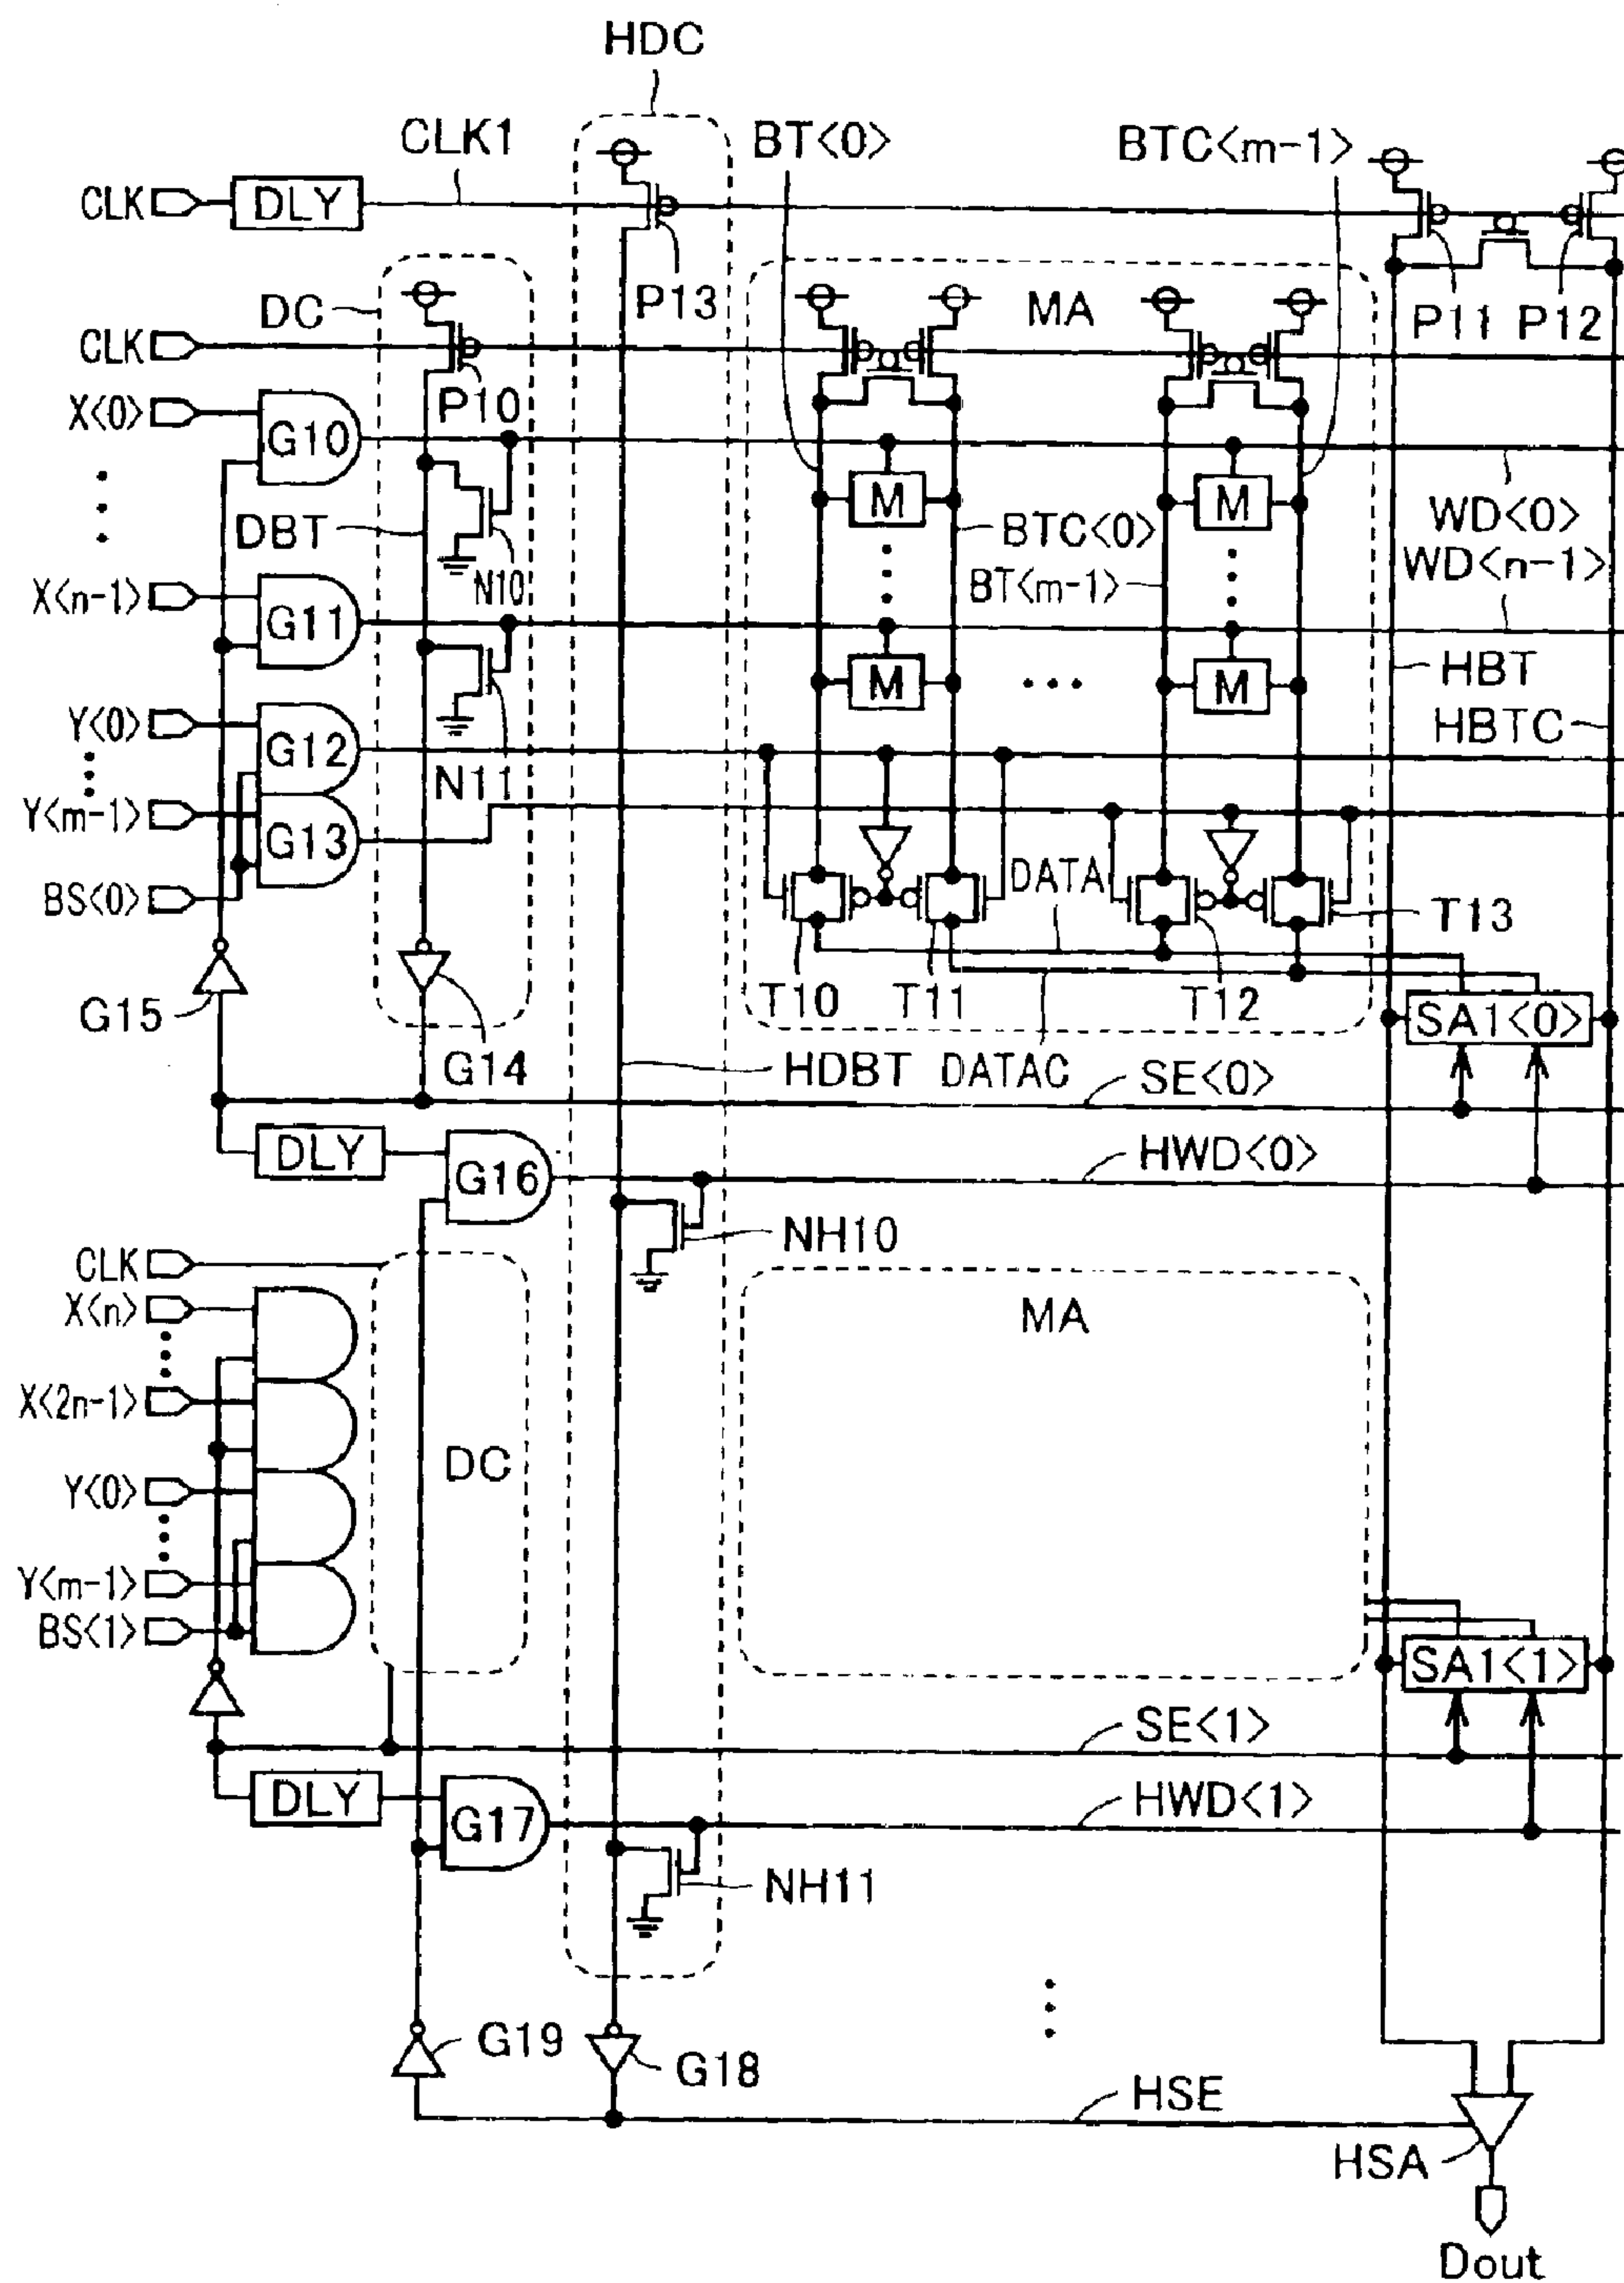 HDC
CLK1
BT<0>
BTC<m-1>
CLK
DLY
P13
P11
P12
DC
MA
CLK
P10
X<0>
G10
M
M
WD<0>
DBT
BTC<0>
WD<n-1>
N10
BT<m-1>
X<n-1>
G11
M
M
HBT
Y<0>
G12
HBTC
N11
Y<m-1>
G13
DATA
BS<0>
T13
G15
T10
T11
T12
SA1<0>
G14
HDBT
DATAC
SE<0>
DLY
G16
HWD<0>
NH10
CLK
X<n>
MA
X<2n-1>
DC
Y<0>
Y<m-1>
BS<1>
SA1<1>
SE<1>
DLY
G17
HWD<1>
NH11
G19
G18
HSE
HSA
Dout